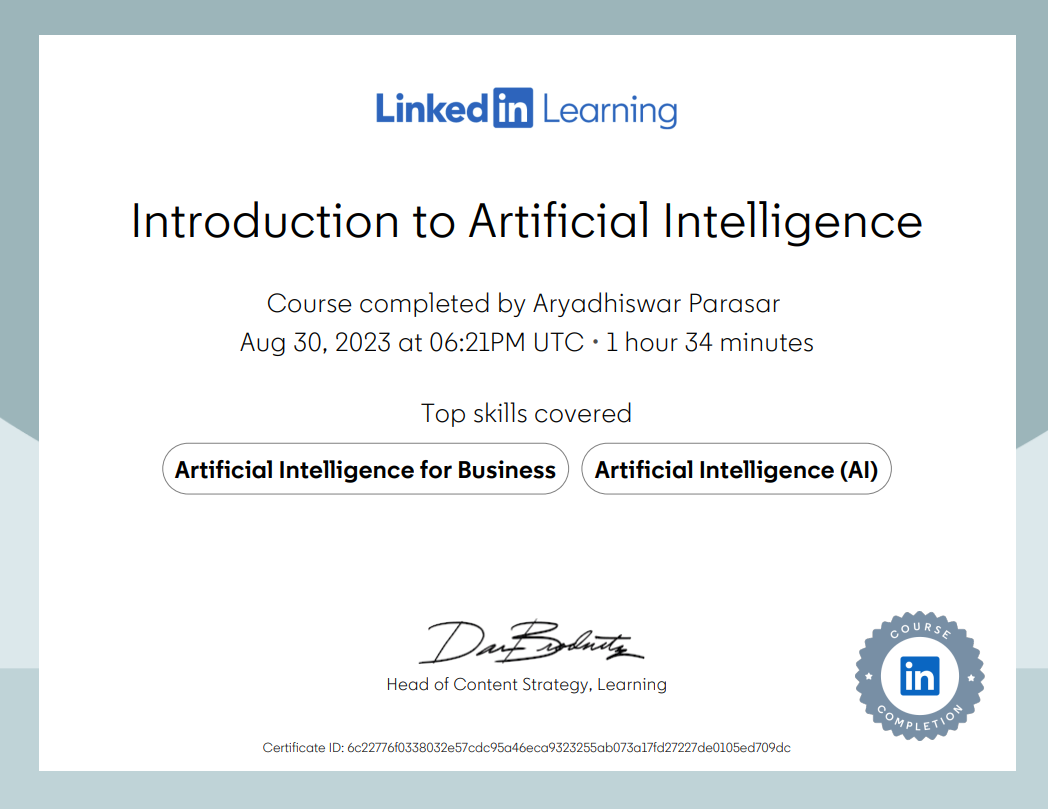 Linked in Learning
Introduction to Artificial Intelligence
Course completed by Aryadhiswar Parasar
Aug 30, 2023 at 06:21PM UTC • 1 hour 34 minutes
Top skills covered
Artificial Intelligence for Business
Artificial Intelligence (AI)
Dan Brodnitz
Head of Content Strategy, Learning
COURSE
in
COMPLETION
Certificate ID: 6c22776f0338032e57cdc95a46eca9323255ab073a17fd27227de0105ed709dc